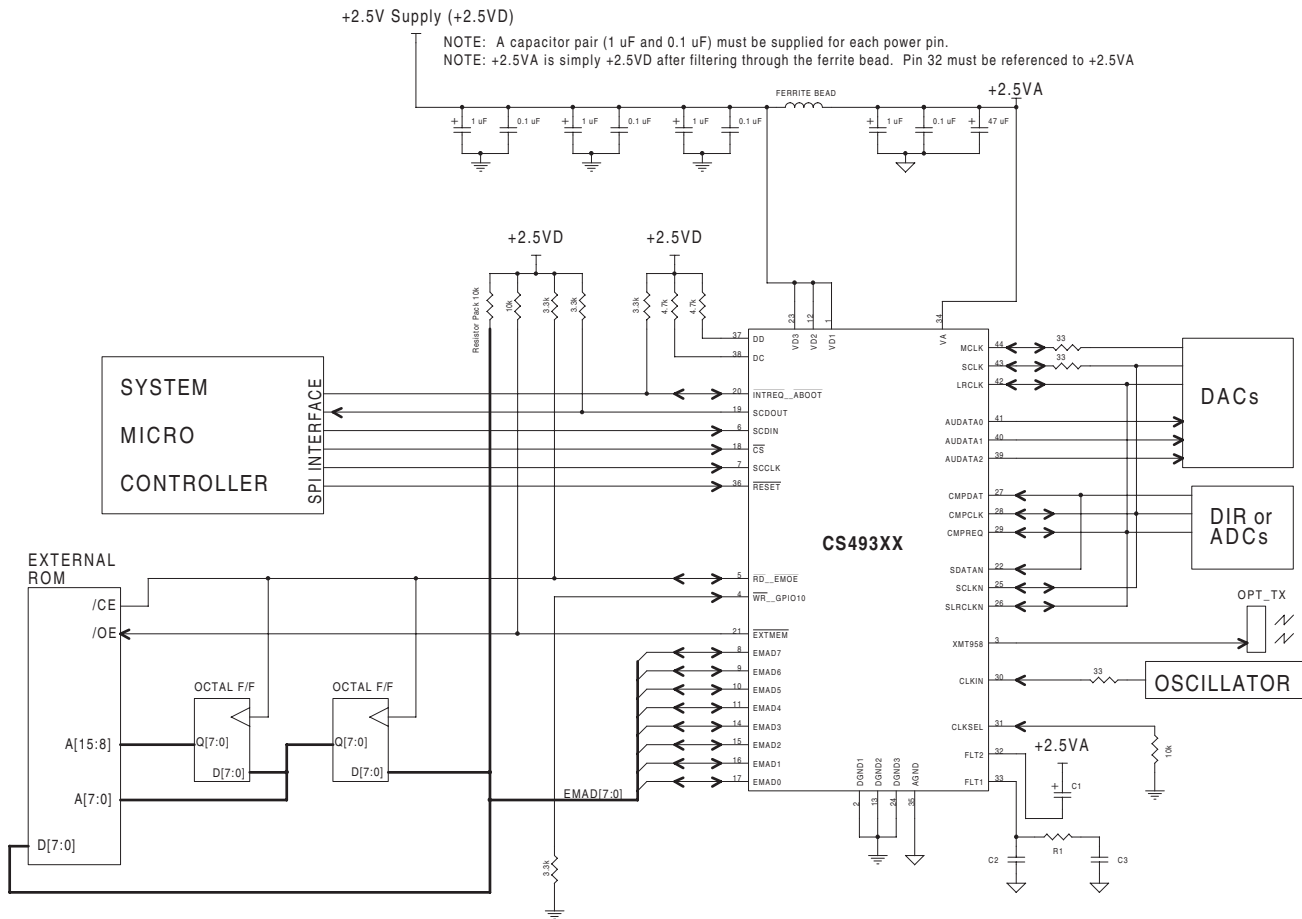 +2.5V Supply (+2.5VD)
NOTE: A capacitor pair (1 uF and 0.1 uF) must be supplied for each power pin.
NOTE: +2.5VA is simply +2.5VD after filtering through the ferrite bead. Pin 32 must be referenced to +2.5VA
FERRITE BEAD
+2.5VA
+ 1 uF 0.1 uF + 1 uF 0.1 uF + 1 uF 0.1 uF + 1 uF 0.1 uF + 47 uF
+2.5VD +2.5VD
Resistor Pack 10k
10k
3.3k
3.3k
3.3k
4.7k
4.7k
23 VD3
12 VD2
1 VD1
34 VA
37 DD
38 DC
20 INTREQ__ABOOT
19 SCDOUT
6 SCDIN
18 CS
7 SCCLK
36 RESET
SYSTEM
MICRO
CONTROLLER
SPI INTERFACE
CS493XX
MCLK 44 33
SCLK 43 33
LRCLK 42
AUDATA0 41
AUDATA1 40
AUDATA2 39
DACs
CMPDAT 27
CMPCLK 28
CMPREQ 29
DIR or
ADCs
SDATAN 22
SCLKN 25
SLRCLKN 26
OPT_TX
XMT958 3
CLKIN 30 33
OSCILLATOR
CLKSEL 31
10k
FLT2 32
+2.5VA
FLT1 33
+ C1
R1
C2 C3
EXTERNAL
ROM
/CE
/OE
5 RD__EMOE
4 WR__GPIO10
21 EXTMEM
8 EMAD7
9 EMAD6
10 EMAD5
11 EMAD4
14 EMAD3
15 EMAD2
16 EMAD1
17 EMAD0
OCTAL F/F OCTAL F/F
A[15:8] Q[7:0] Q[7:0]
D[7:0] D[7:0]
A[7:0]
EMAD[7:0]
D[7:0]
3.3k
2 DGND1
13 DGND2
24 DGND3
35 AGND